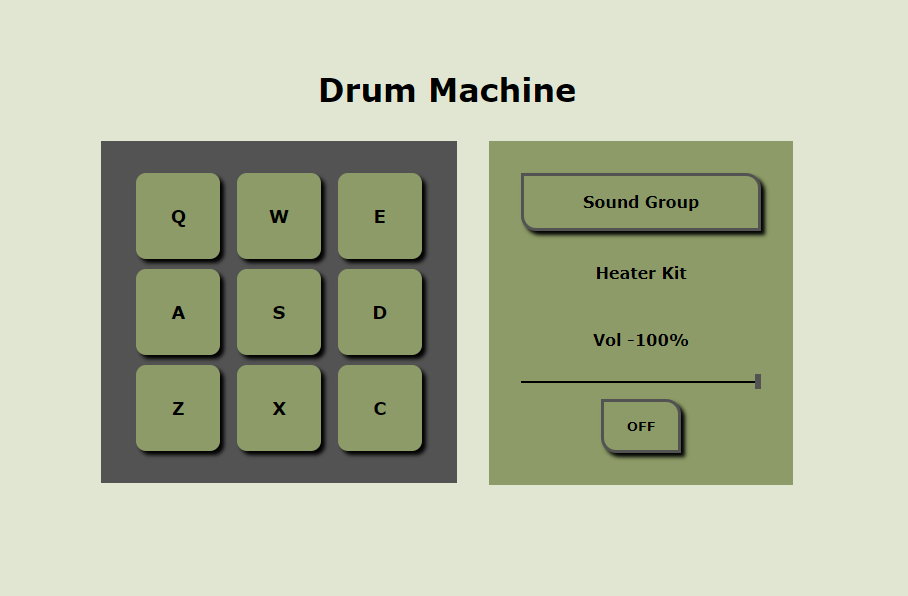 Drum Machine
Q W E
A S D
Z X C
Sound Group
Heater Kit
Vol -100%
OFF